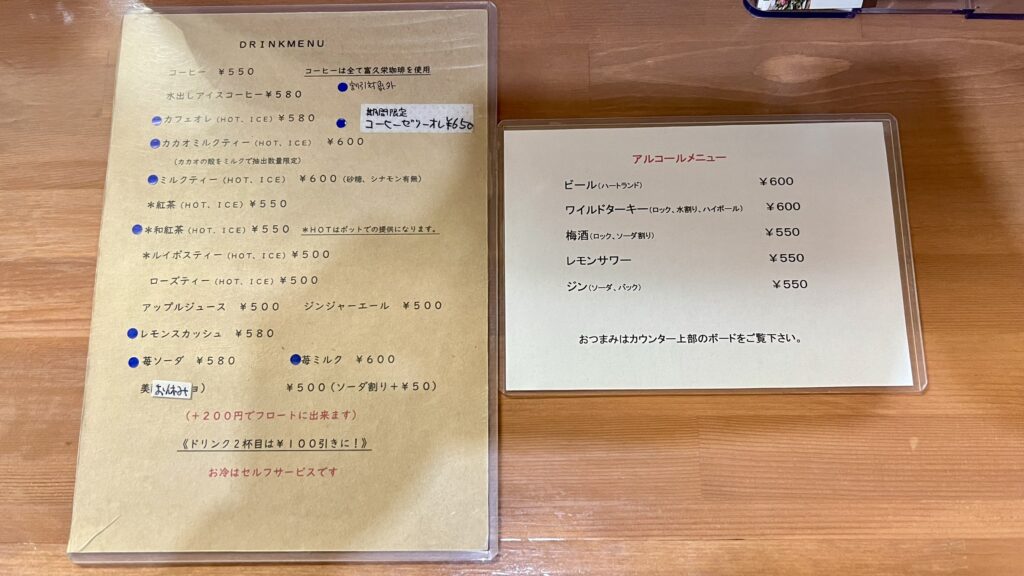 DRINKMENU
コーヒー ￥550 コーヒーは全て富久栄珈琲を使用
割引対象外
水出しアイスコーヒー￥580
期間限定
コーヒーゼリーオレ¥650
カフェオレ(HOT、ICE)￥580
カカオミルクティー(HOT、ICE) ￥600
(カカオの殻をミルクで抽出数量限定)
ミルクティー(HOT、ICE) ￥600(砂糖、シナモン有無)
＊紅茶(HOT、ICE)￥550
＊和紅茶(HOT、ICE)￥550 ＊HOTはポットでの提供になります。
＊ルイボスティー(HOT、ICE)￥500
ローズティー(HOT、ICE)￥500
アップルジュース ￥500 ジンジャーエール ￥500
レモンスカッシュ ￥580
苺ソーダ ￥580 苺ミルク ￥600
美 ョ) ￥500(ソーダ割り＋￥50)
(＋200円でフロートに出来ます)
《ドリンク2杯目は￥100引きに！》
お冷はセルフサービスです
アルコールメニュー
ビール(ハートランド) ￥600
ワイルドターキー(ロック、水割り、ハイボール) ￥600
梅酒(ロック、ソーダ割り) ￥550
レモンサワー ￥550
ジン(ソーダ、バック) ￥550
おつまみはカウンター上部のボードをご覧下さい。